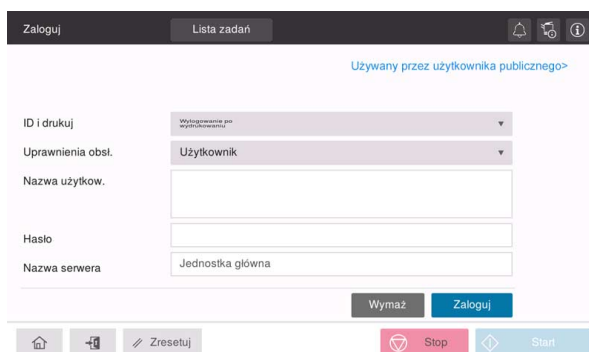 Zaloguj
Lista zadań
Używany przez użytkownika publicznego>
ID i drukuj
Wylogowanie po
wydrukowaniu
Uprawnienia obsł.
Użytkownik
Nazwa użytkow.
Hasło
Nazwa serwera
Jednostka główna
Wymaż
Zaloguj
Zresetuj
Stop
Start